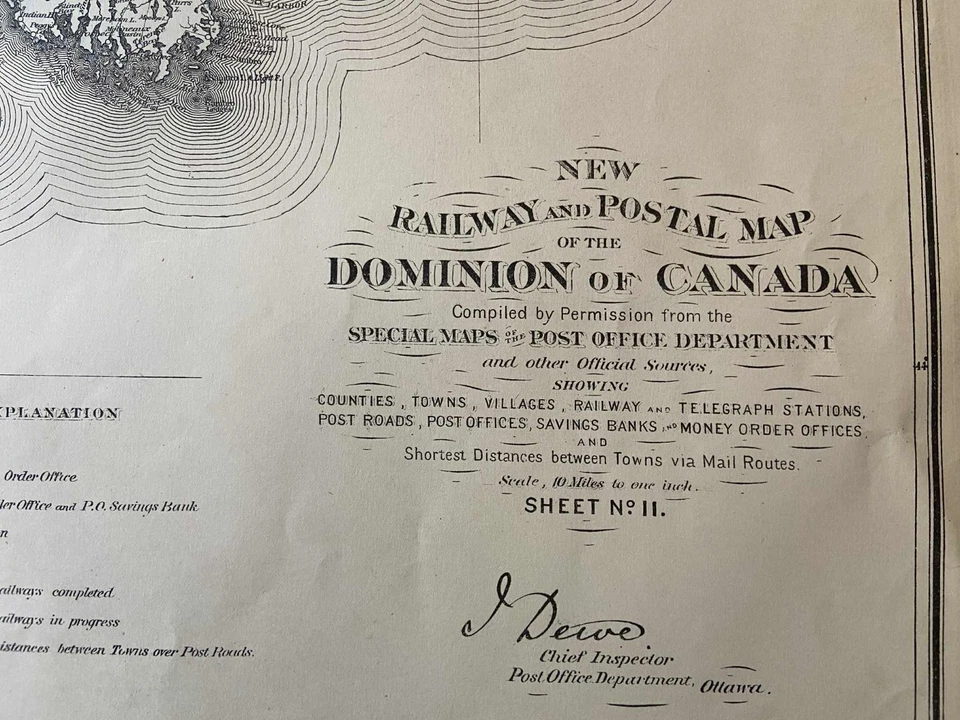 HARBOR
Indian H.
NEW
RAILWAY AND POSTAL MAP
OF THE
DOMINION OF CANADA
Compiled by Permission from the
SPECIAL MAPS OF THE POST OFFICE DEPARTMENT
and other Official Sources,
SHOWING
COUNTIES, TOWNS, VILLAGES, RAILWAY AND TELEGRAPH STATIONS,
POST ROADS, POST OFFICES, SAVINGS BANKS AND MONEY ORDER OFFICES,
AND
Shortest Distances between Towns via Mail Routes.
Scale, 10 Miles to one inch.
SHEET No 11.
44
XPLANATION
Order Office
der Office and P.O. Savings Bank
n
ailways completed
ailways in progress
istances between Towns over Post Roads.
J Dewe
Chief Inspector
Post Office Department, Ottawa.